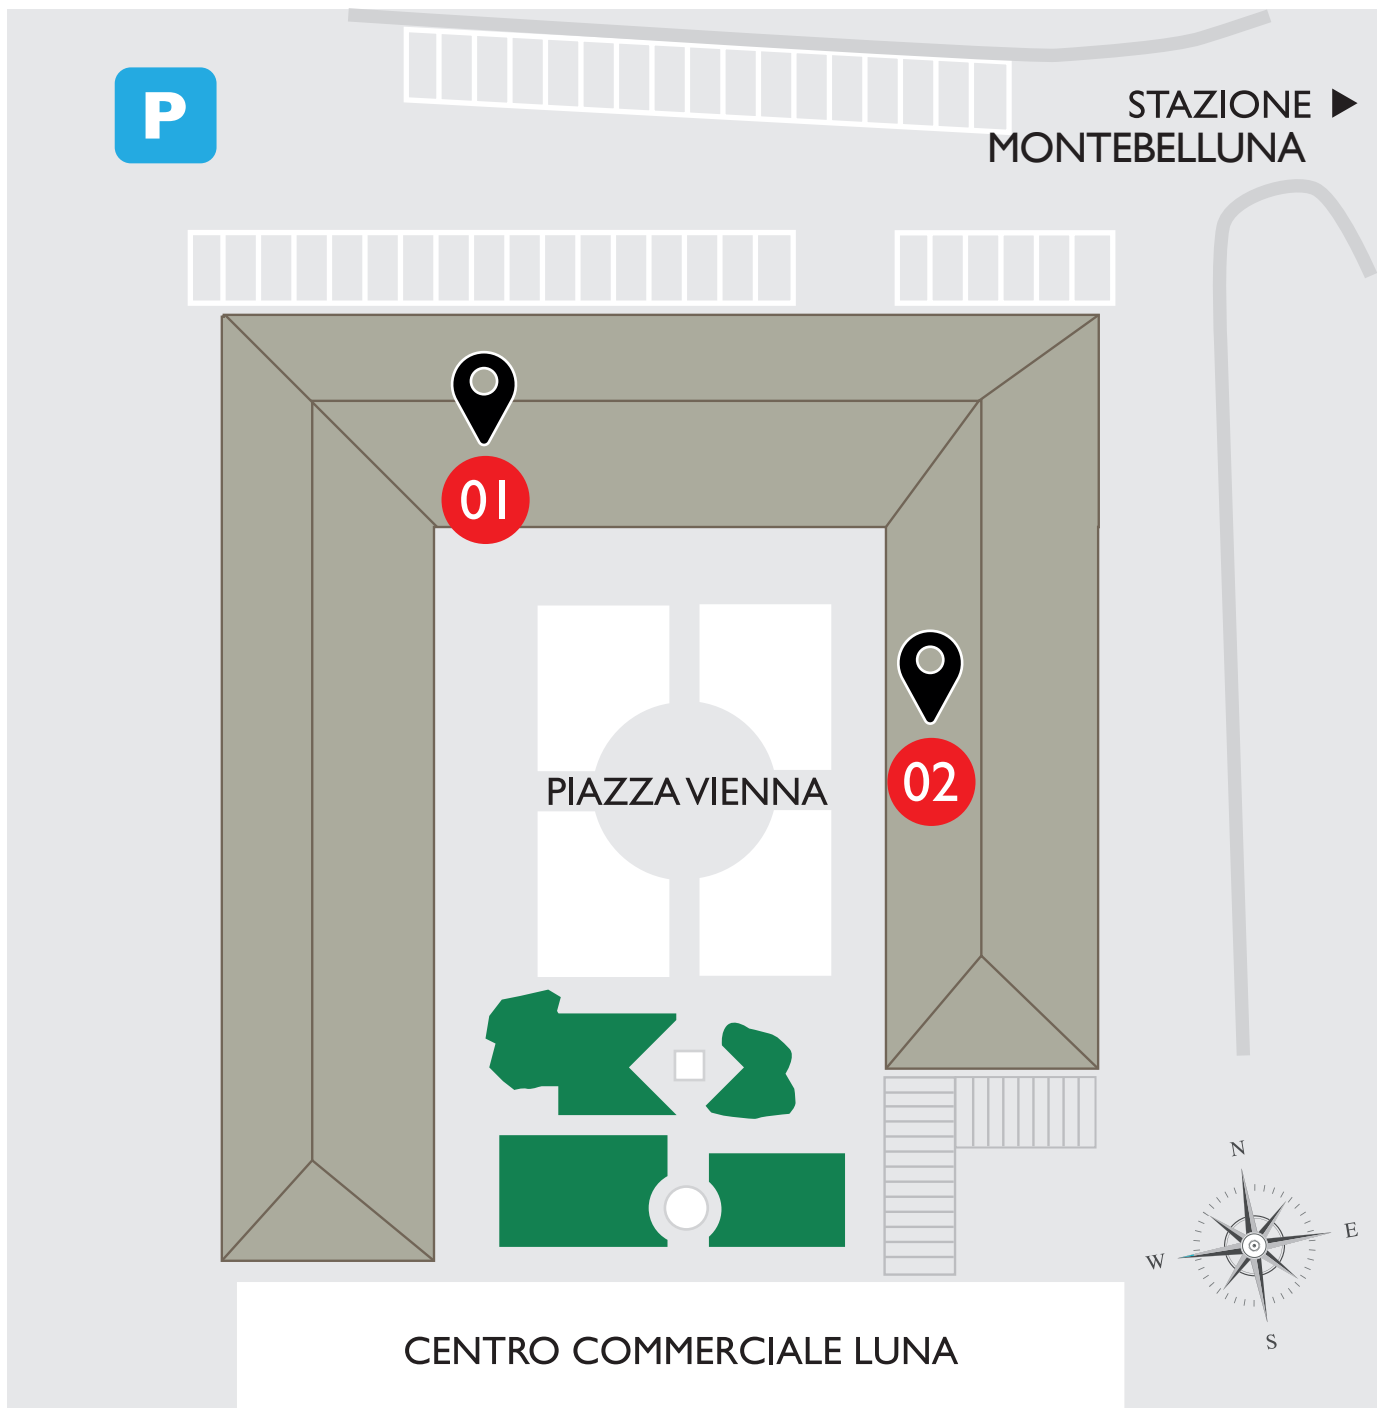 P
STAZIONE
MONTEBELLUNA
01
02
PIAZZA VIENNA
N
E
W
S
CENTRO COMMERCIALE LUNA